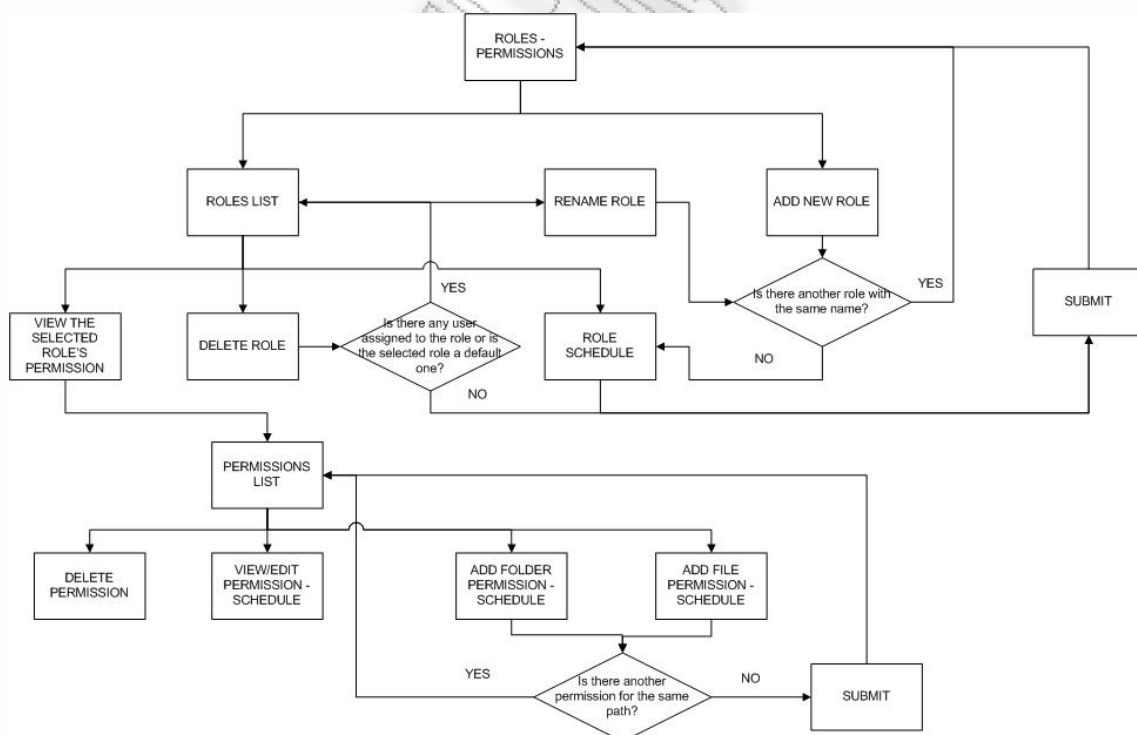 ROLES -
PERMISSIONS
ROLES LIST
RENAME ROLE
ADD NEW ROLE
YES
Is there another role with
the same name?
YES
SUBMIT
VIEW THE
SELECTED
ROLE'S
PERMISSION
DELETE ROLE
Is there any user
assigned to the role or is
the selected role a default
one?
ROLE
SCHEDULE
NO
NO
PERMISSIONS
LIST
DELETE
PERMISSION
VIEW/EDIT
PERMISSION -
SCHEDULE
ADD FOLDER
PERMISSION -
SCHEDULE
ADD FILE
PERMISSION -
SCHEDULE
YES
Is there another
permission for the same
path?
NO
SUBMIT